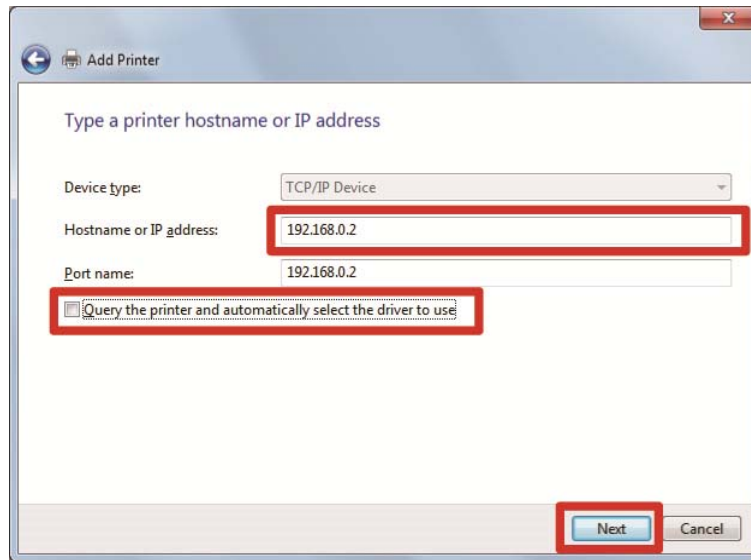 Add Printer
Type a printer hostname or IP address
Device type: TCP/IP Device
Hostname or IP address: 192.168.0.2
Port name: 192.168.0.2
Query the printer and automatically select the driver to use
Next Cancel